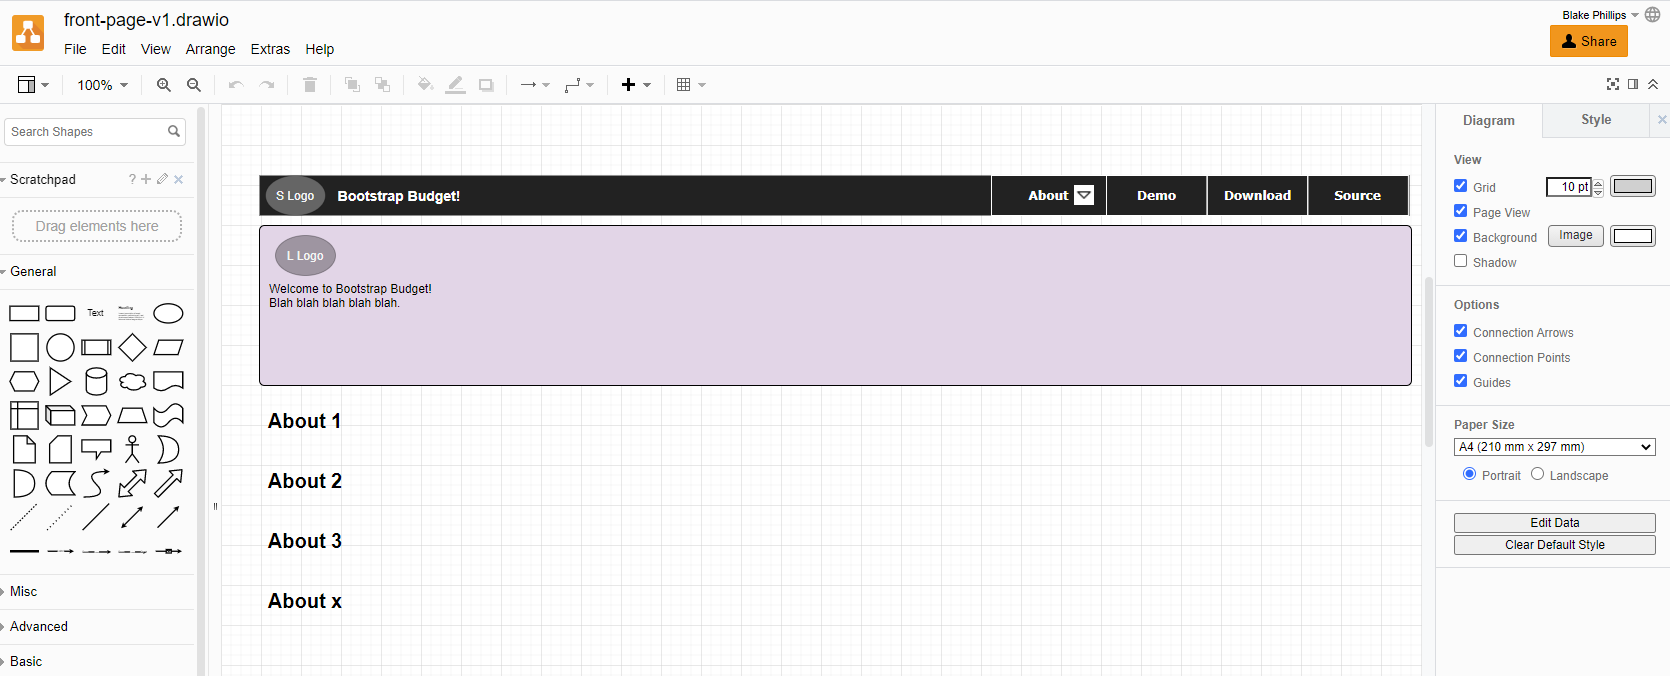 front-page-v1.drawio
Blake Phillips
File Edit View Arrange Extras Help
Share
100%
Search Shapes
Scratchpad
?
Drag elements here
General
Text
Heading
Misc
Advanced
Basic
S Logo
Bootstrap Budget!
About
Demo
Download
Source
L Logo
Welcome to Bootstrap Budget!
Blah blah blah blah blah.
About 1
About 2
About 3
About x
Diagram
Style
View
Grid
10 pt
Page View
Background
Image
Shadow
Options
Connection Arrows
Connection Points
Guides
Paper Size
A4 (210 mm x 297 mm)
Portrait
Landscape
Edit Data
Clear Default Style